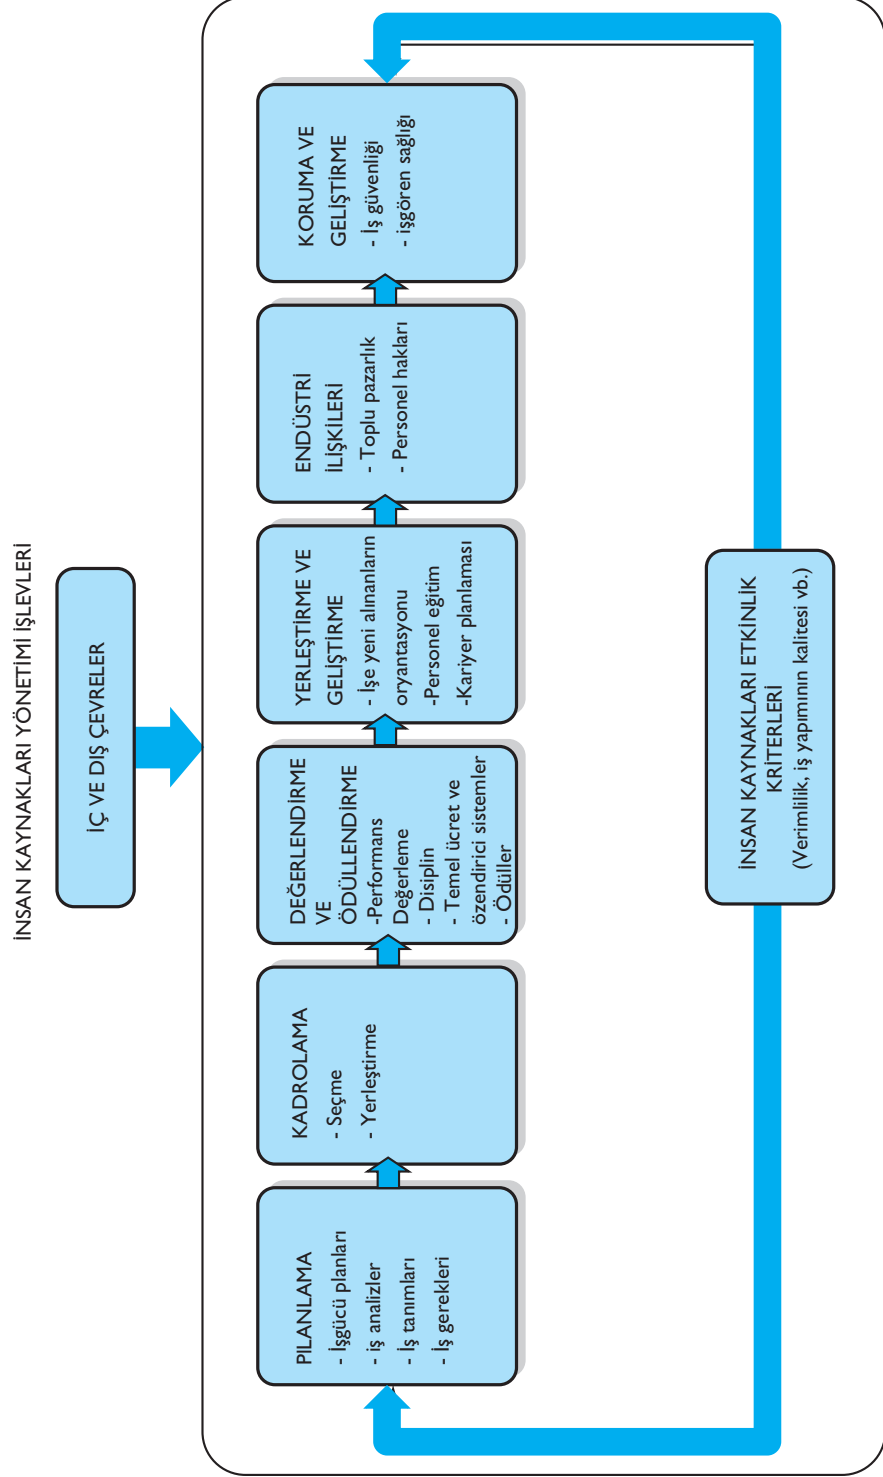 İNSAN KAYNAKLARI YÖNETİMİ İŞLEVLERİ
İÇ VE DIŞ ÇEVRELER
PILANLAMA
- İşgücü planları
- iş analizler
- İş tanımları
- İş gerekleri
KADROLAMA
- Seçme
- Yerleştirme
DEĞERLENDİRME
VE
ÖDÜLLENDİRME
-Performans
Değerleme
- Disiplin
- Temel ücret ve
özendirici sistemler
- Ödüller
YERLEŞTİRME VE
GELİŞTİRME
- İşe yeni alınanların
oryantasyonu
-Personel eğitim
-Kariyer planlaması
ENDÜSTRİ
İLİŞKİLERİ
- Toplu pazarlık
- Personel hakları
KORUMA VE
GELİŞTİRME
- İş güvenliği
- işgören sağlığı
İNSAN KAYNAKLARI ETKİNLİK
KRİTERLERİ
(Verimlilik, iş yapımının kalitesi vb.)